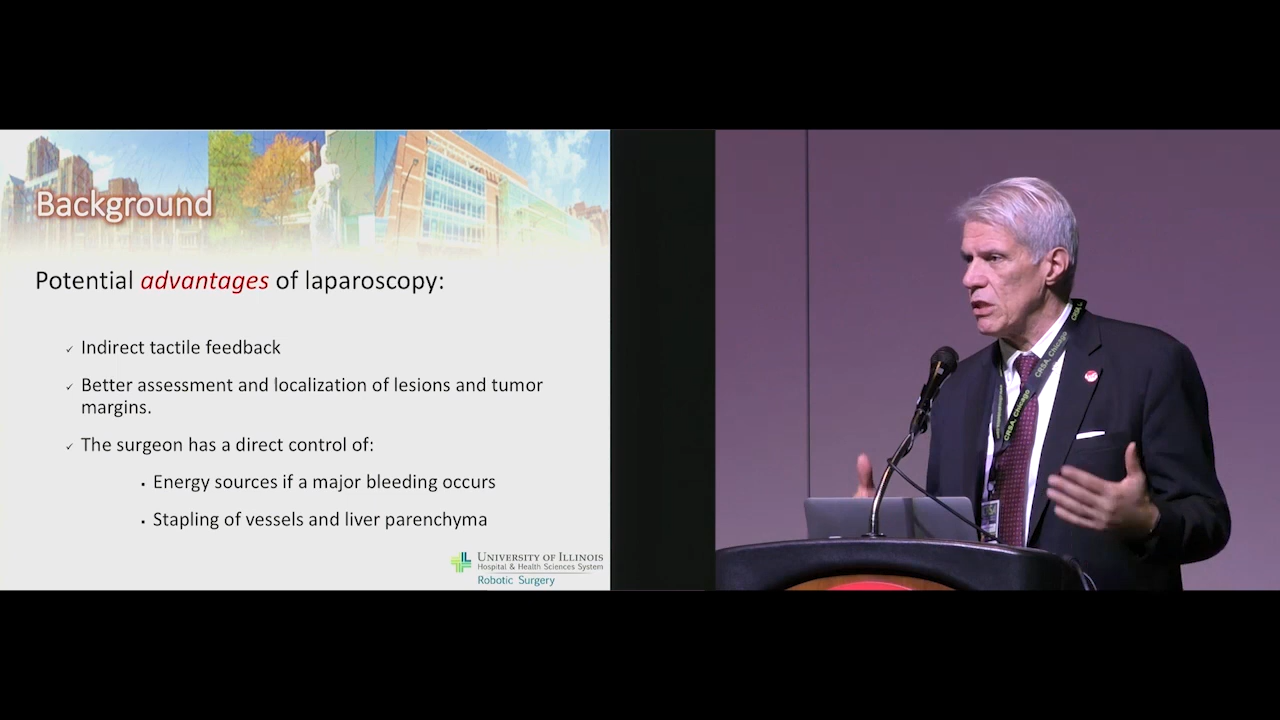 Background
Potential advantages of laparoscopy:
✓ Indirect tactile feedback
✓ Better assessment and localization of lesions and tumor
margins.
✓ The surgeon has a direct control of:
▪ Energy sources if a major bleeding occurs
▪ Stapling of vessels and liver parenchyma
UNIVERSITY OF ILLINOIS
Hospital & Health Sciences System
Robotic Surgery
CRSA, Chicago
CRSA, Chicago